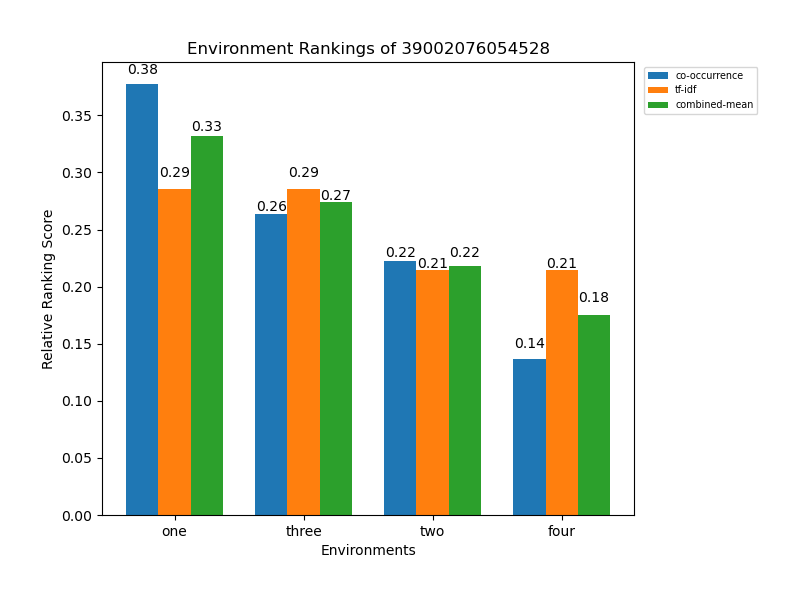 Environment Rankings of 39002076054528
co-occurrence
tf-idf
combined-mean
0.38
0.29
0.33
0.26
0.29
0.27
0.22
0.21
0.22
0.14
0.21
0.18
Relative Ranking Score
0.35
0.30
0.25
0.20
0.15
0.10
0.05
0.00
one three two four
Environments